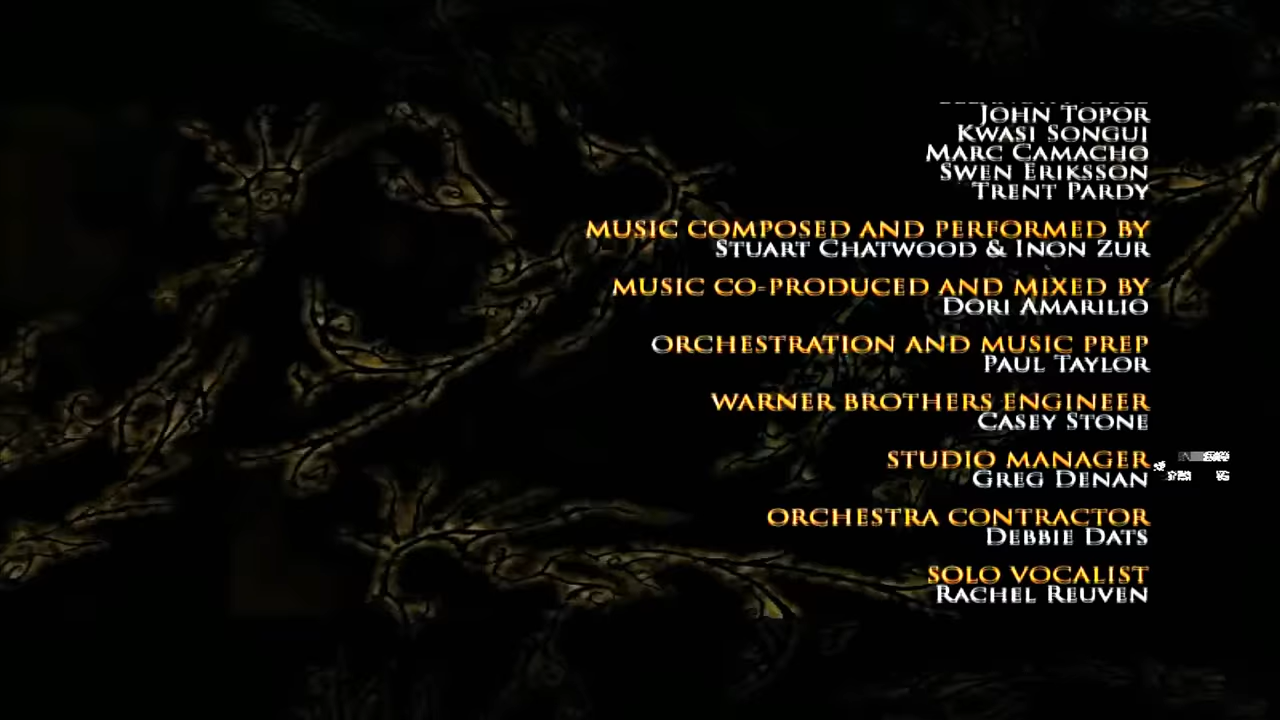 John Topor
Kwasi Songui
Marc Camacho
Swen Eriksson
Trent Pardy
Music composed and performed by
Stuart Chatwood & Inon Zur
Music co-produced and mixed by
Dori Amarilio
Orchestration and music prep
Paul Taylor
Warner Brothers Engineer
Casey Stone
Studio Manager
Greg Denan
Orchestra Contractor
Debbie Dats
Solo Vocalist
Rachel Reuven